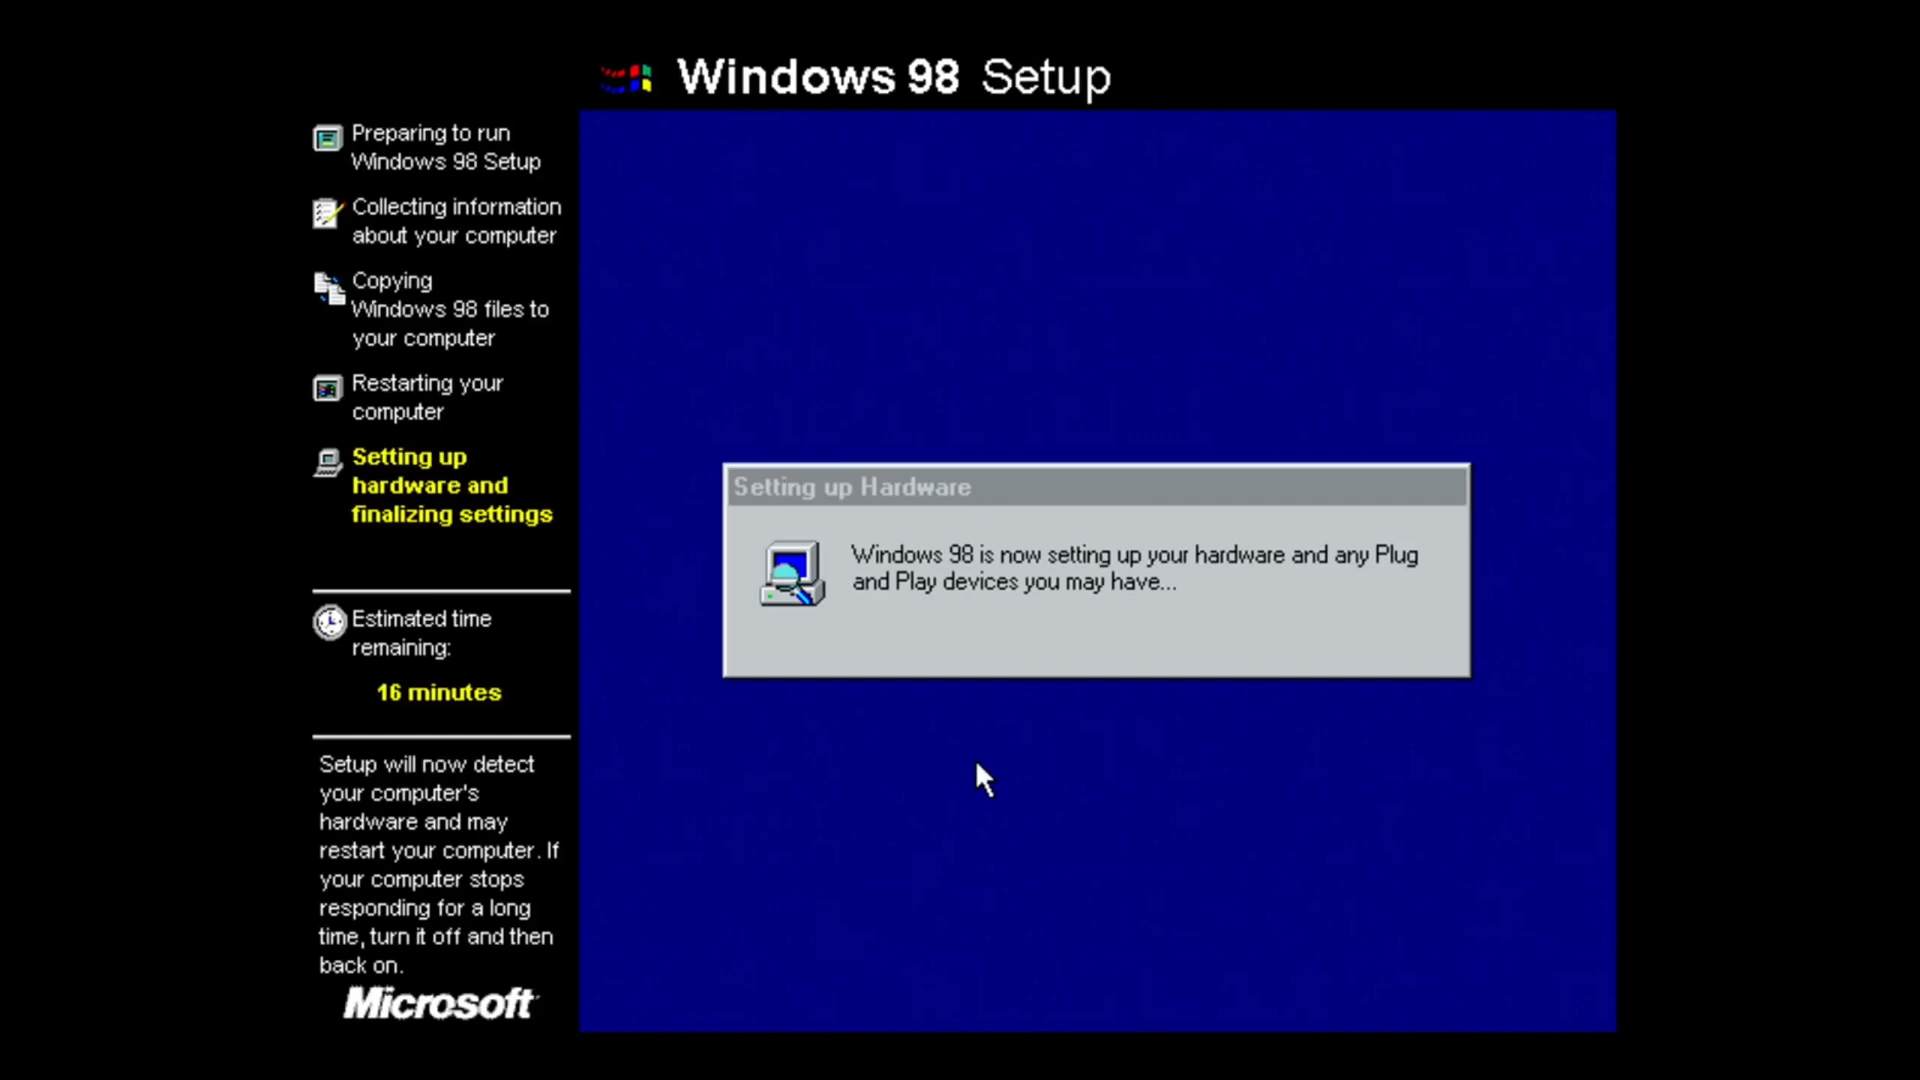 Windows 98 Setup
Preparing to run
Windows 98 Setup
Collecting information
about your computer
Copying
Windows 98 files to
your computer
Restarting your
computer
Setting up
hardware and
finalizing settings
Estimated time
remaining:
16 minutes
Setup will now detect
your computer's
hardware and may
restart your computer. If
your computer stops
responding for a long
time, turn it off and then
back on.
Microsoft
Setting up Hardware
Windows 98 is now setting up your hardware and any Plug
and Play devices you may have...